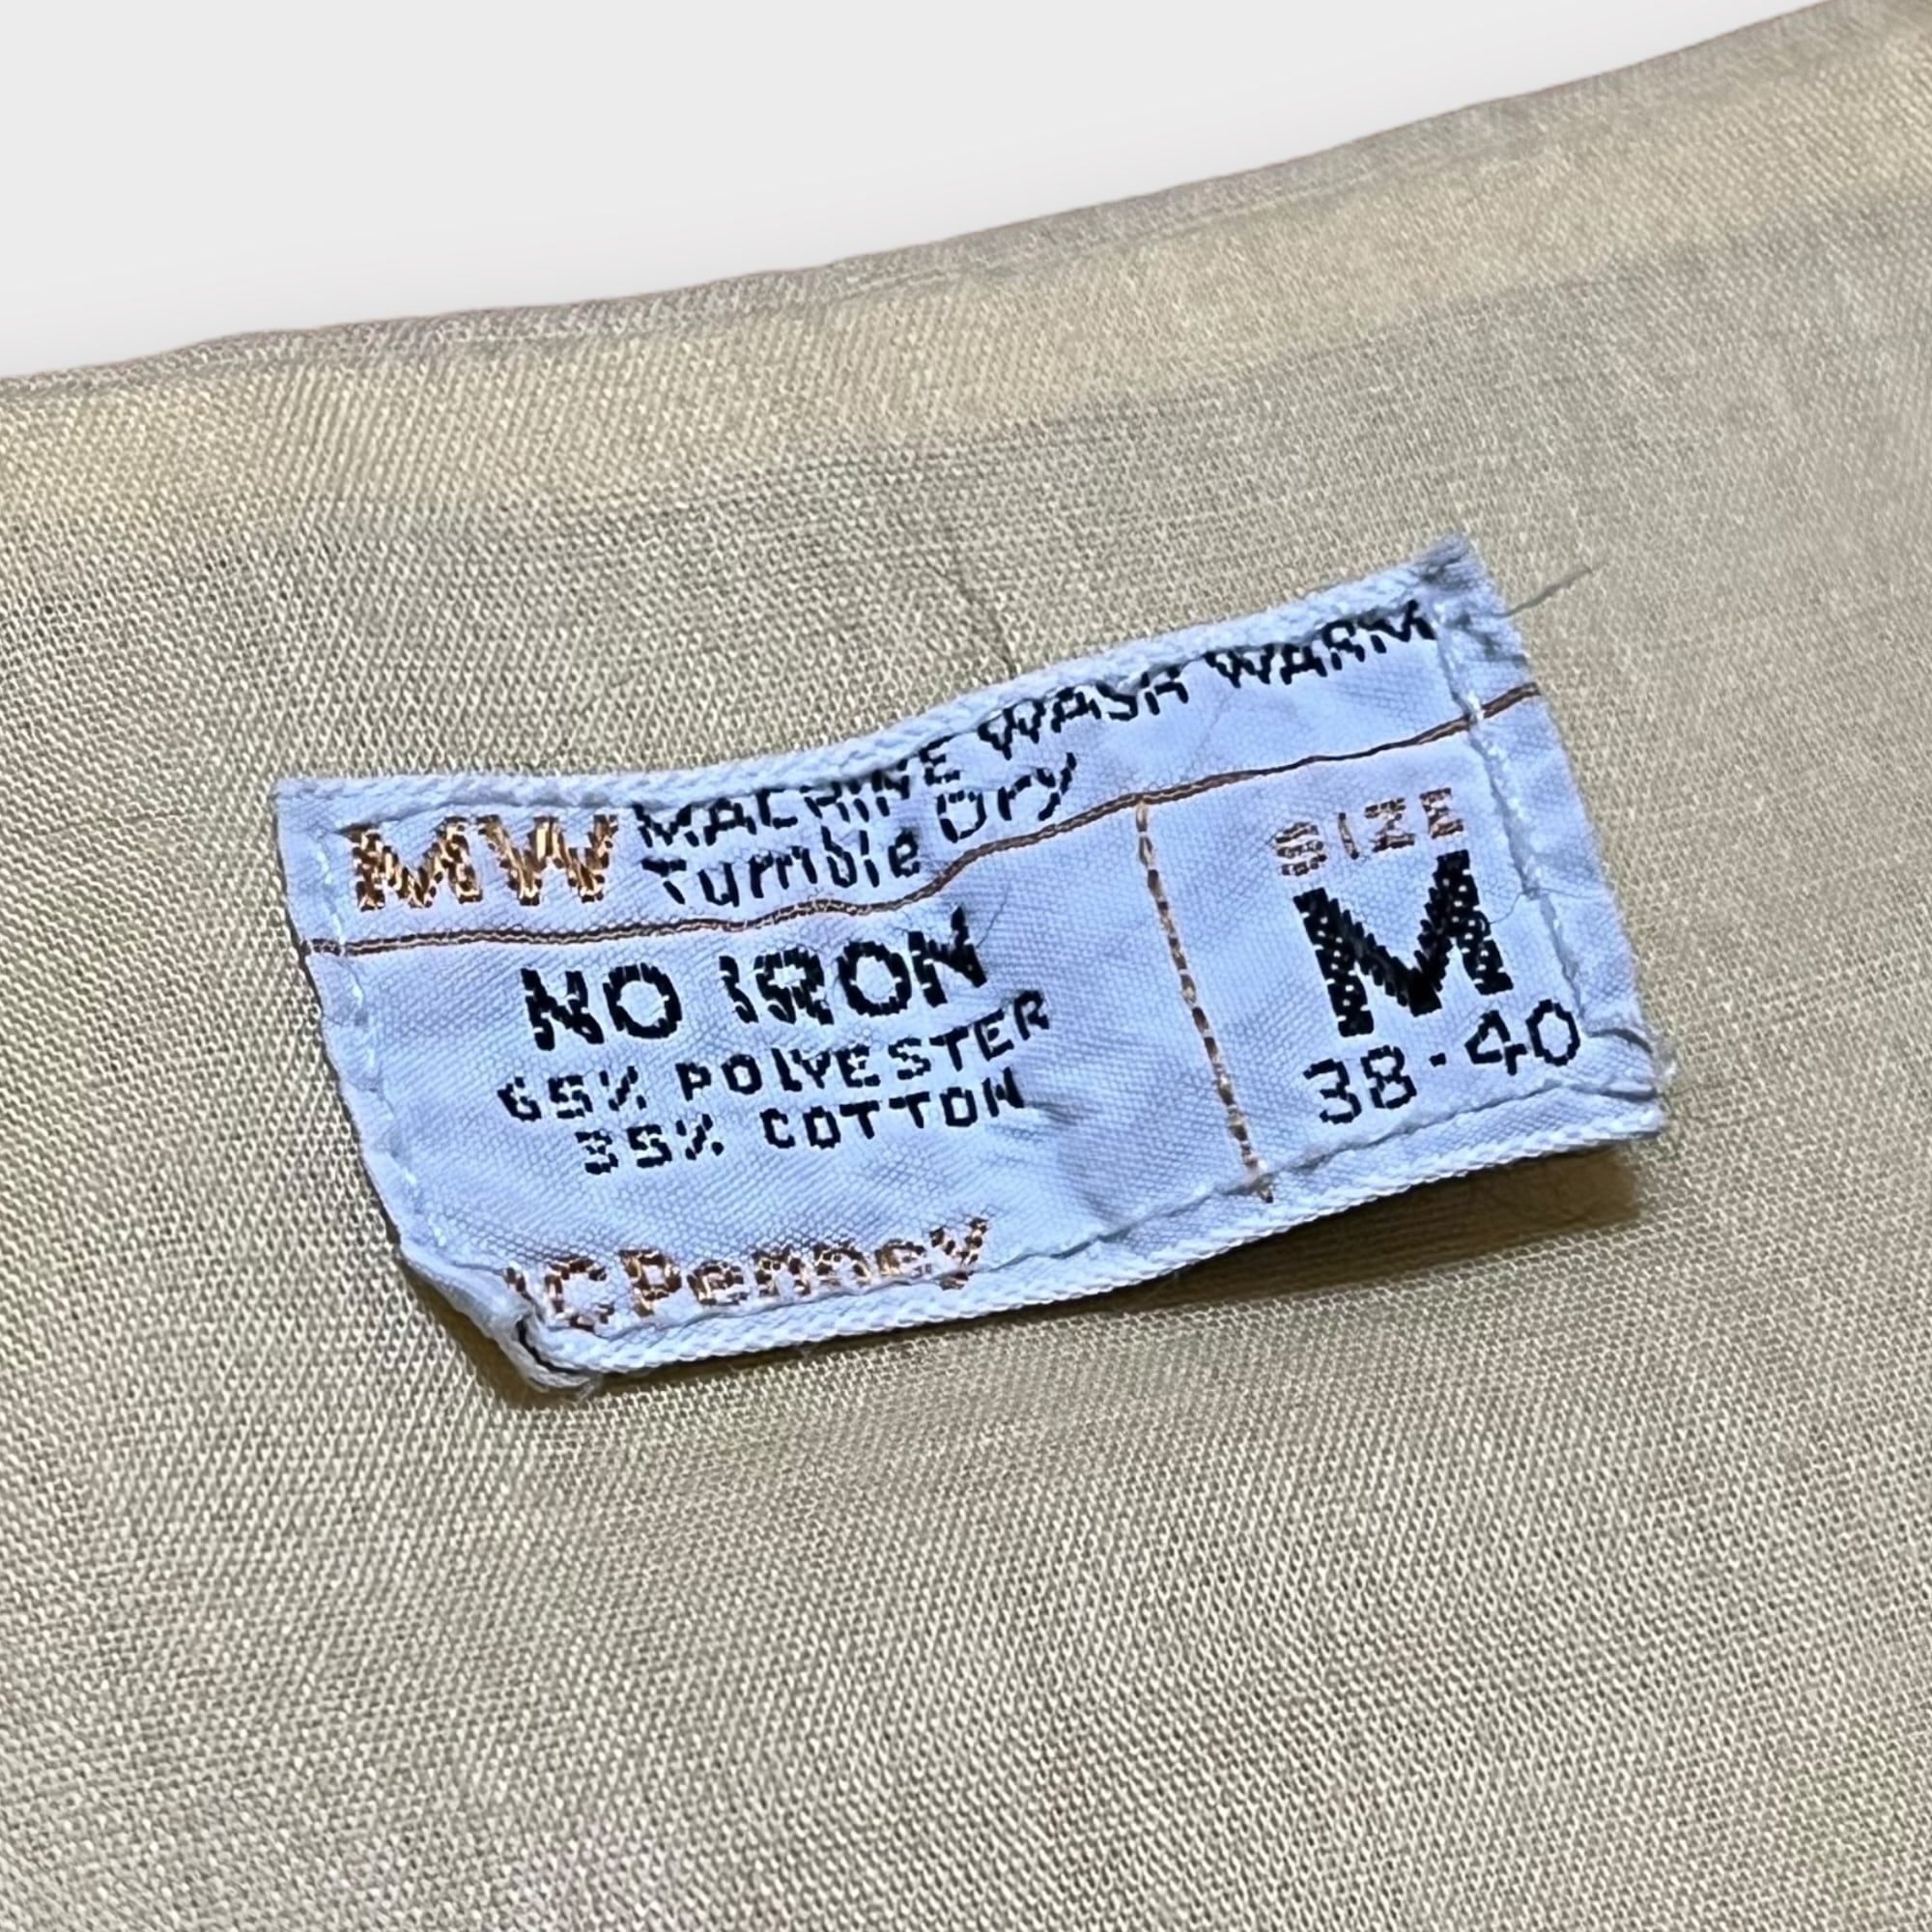 MW MACHINE WASH WARM
Tumble Dry
NO IRON
65% POLYESTER
35% COTTON
JCPenney
SIZE
M
38-40